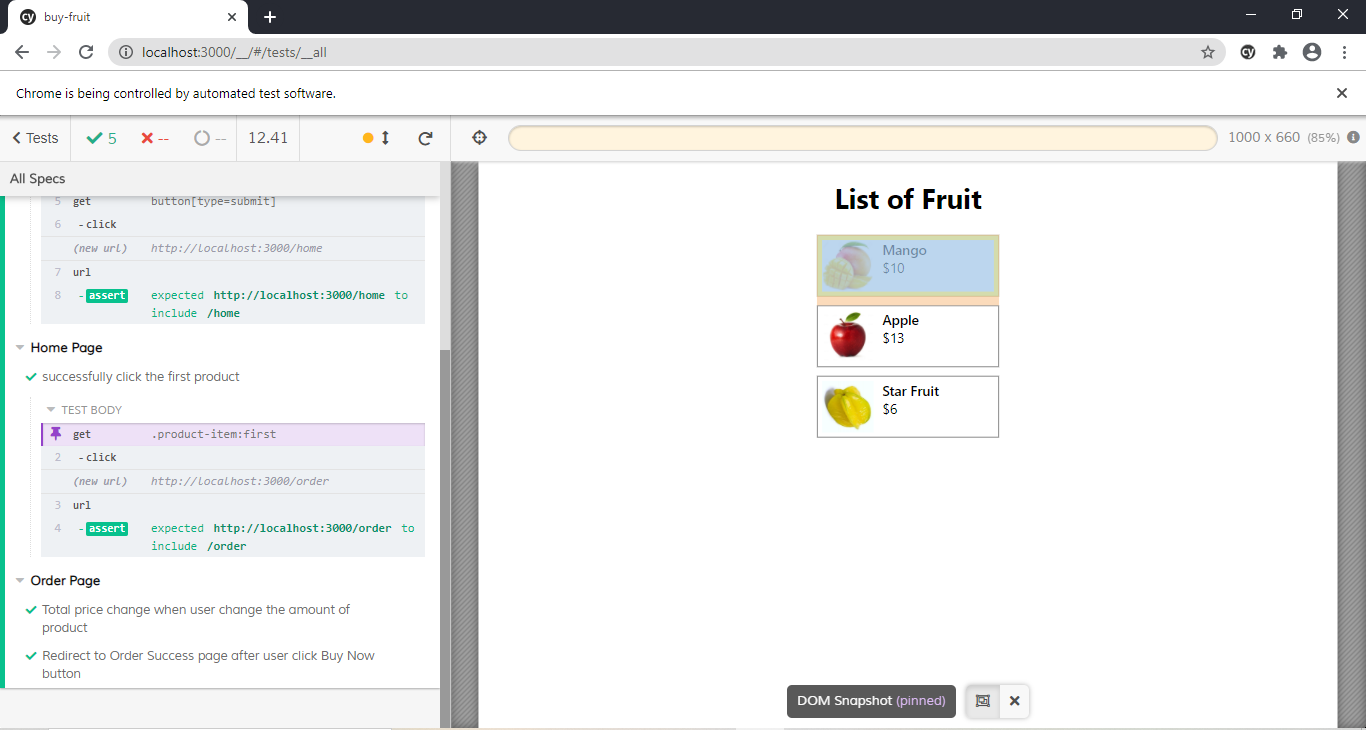 cy buy-fruit
localhost:3000/__/#/tests/__all
cy
Chrome is being controlled by automated test software.
Tests
5
--
--
12.41
1000 x 660 (85%)
All Specs
5 get button[type=submit]
6 -click
(new url) http://localhost:3000/home
7 url
8 -assert expected http://localhost:3000/home to
include /home
Home Page
successfully click the first product
TEST BODY
get .product-item:first
2 -click
(new url) http://localhost:3000/order
3 url
4 -assert expected http://localhost:3000/order to
include /order
Order Page
Total price change when user change the amount of
product
Redirect to Order Success page after user click Buy Now
button
List of Fruit
Mango
$10
Apple
$13
Star Fruit
$6
DOM Snapshot (pinned)